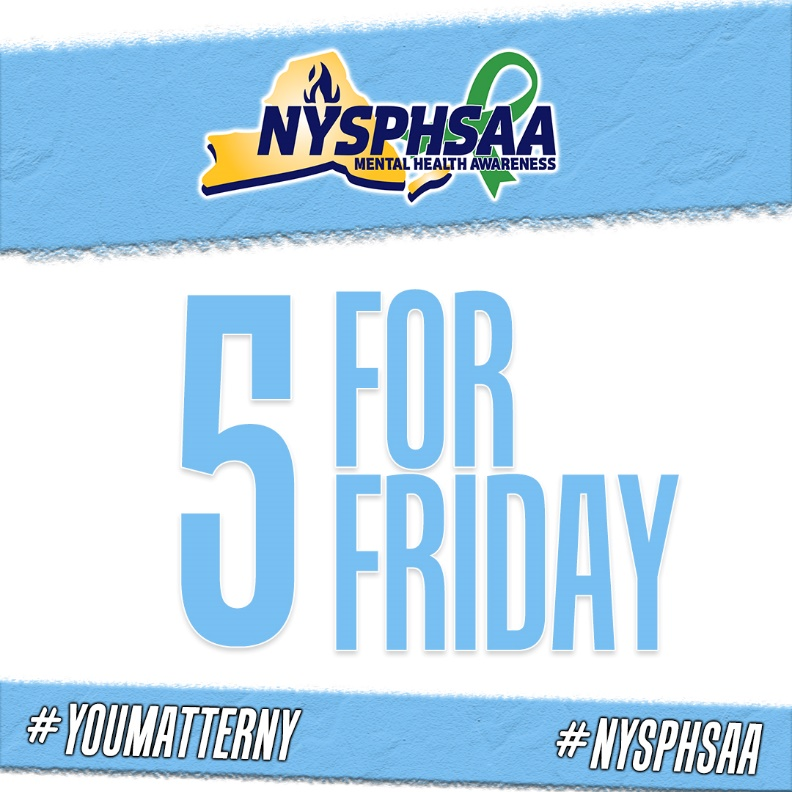 NYSPHSAA
MENTAL HEALTH AWARENESS
5 FOR
FRIDAY
#YOUMATTERNY
#NYSPHSAA